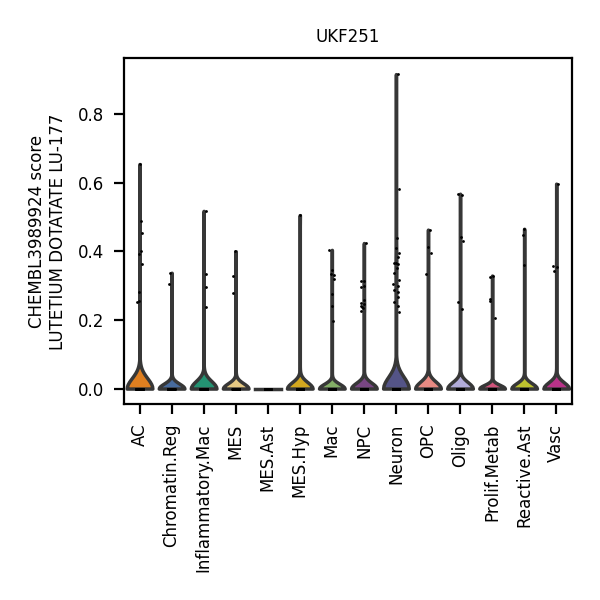 UKF251
CHEMBL3989924 score
LUTETIUM DOTATATE LU-177
0.8
0.6
0.4
0.2
0.0
AC
Chromatin.Reg
Inflammatory.Mac
MES
MES.Ast
MES.Hyp
Mac
NPC
Neuron
OPC
Oligo
Prolif.Metab
Reactive.Ast
Vasc